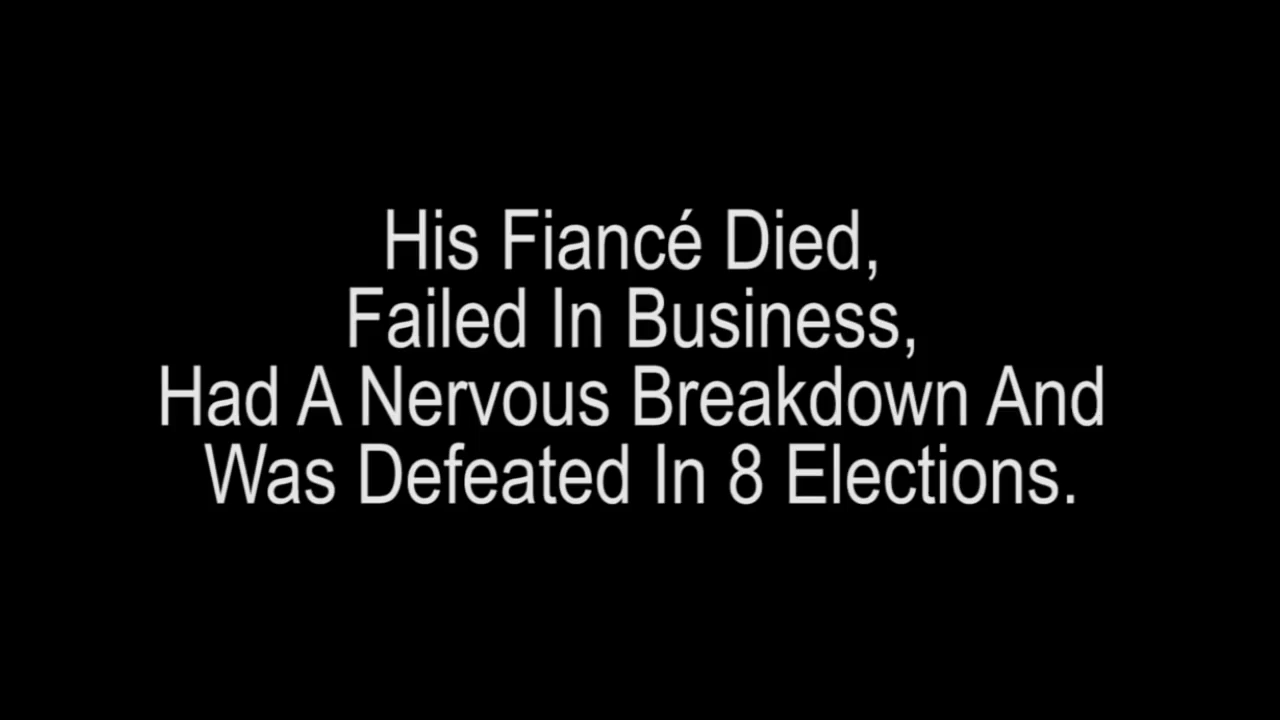 His Fiancé Died,
Failed In Business,
Had A Nervous Breakdown And
Was Defeated In 8 Elections.